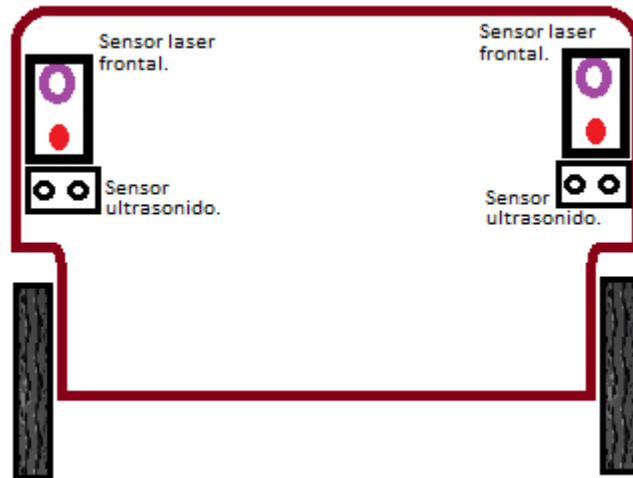 Sensor laser
frontal.
Sensor laser
frontal.
Sensor
ultrasonido.
Sensor
ultrasonido.